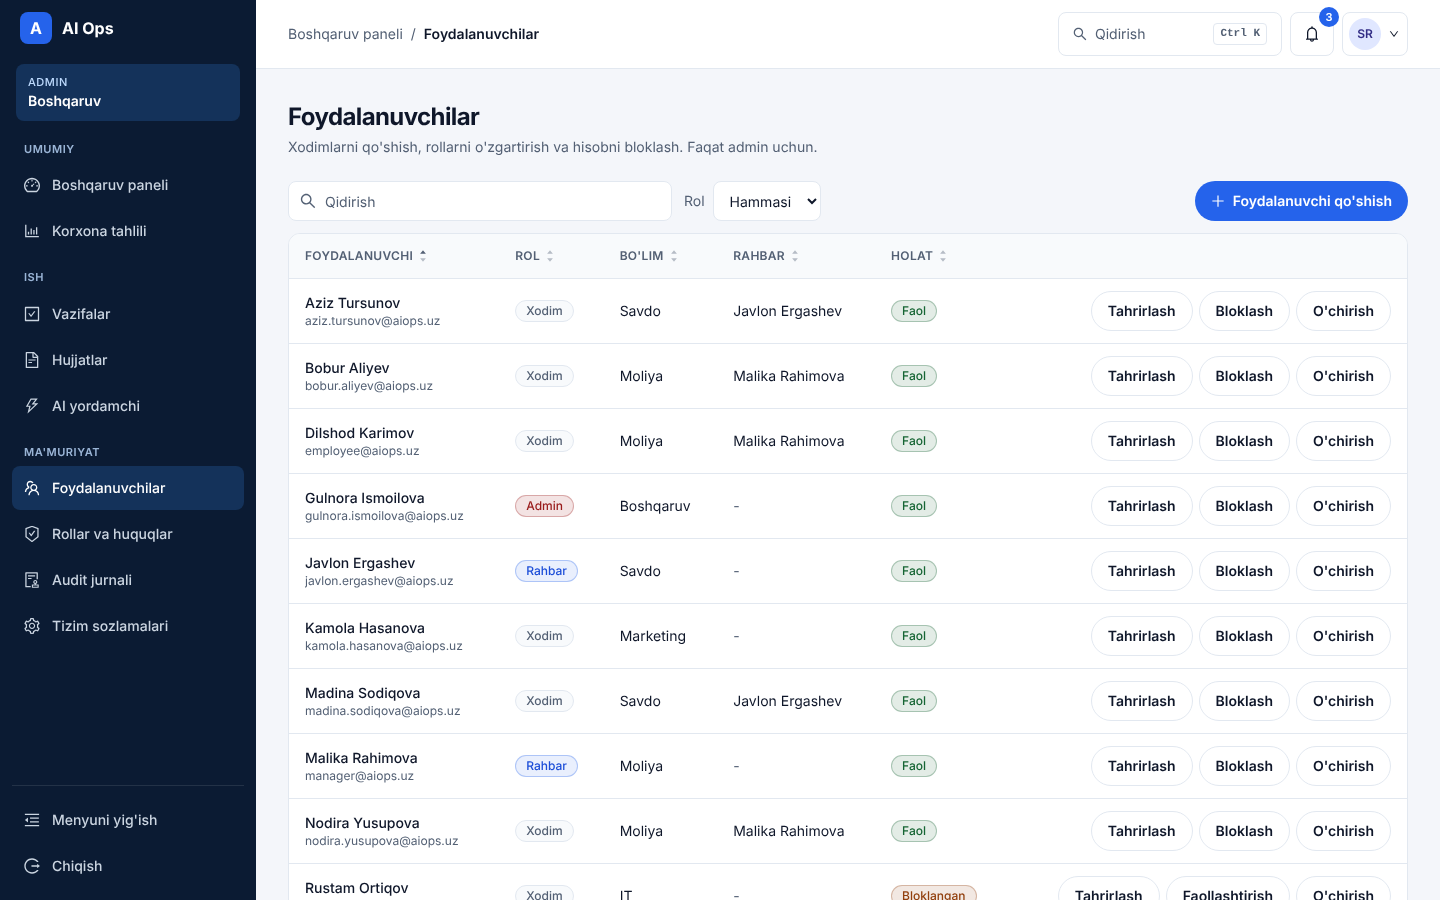 A AI Ops
ADMIN
Boshqaruv
UMUMIY
Boshqaruv paneli
Korxona tahlili
ISH
Vazifalar
Hujjatlar
AI yordamchi
MA'MURIYAT
Foydalanuvchilar
Rollar va huquqlar
Audit jurnali
Tizim sozlamalari
Menyuni yig'ish
Chiqish
Boshqaruv paneli / Foydalanuvchilar
Qidirish Ctrl K
3
SR
Foydalanuvchilar
Xodimlarni qo'shish, rollarni o'zgartirish va hisobni bloklash. Faqat admin uchun.
Qidirish Rol Hammasi + Foydalanuvchi qo'shish
FOYDALANUVCHI ROL BO'LIM RAHBAR HOLAT
Aziz Tursunov
aziz.tursunov@aiops.uz
Xodim Savdo Javlon Ergashev Faol Tahrirlash Bloklash O'chirish
Bobur Aliyev
bobur.aliyev@aiops.uz
Xodim Moliya Malika Rahimova Faol Tahrirlash Bloklash O'chirish
Dilshod Karimov
employee@aiops.uz
Xodim Moliya Malika Rahimova Faol Tahrirlash Bloklash O'chirish
Gulnora Ismoilova
gulnora.ismoilova@aiops.uz
Admin Boshqaruv - Faol Tahrirlash Bloklash O'chirish
Javlon Ergashev
javlon.ergashev@aiops.uz
Rahbar Savdo - Faol Tahrirlash Bloklash O'chirish
Kamola Hasanova
kamola.hasanova@aiops.uz
Xodim Marketing - Faol Tahrirlash Bloklash O'chirish
Madina Sodiqova
madina.sodiqova@aiops.uz
Xodim Savdo Javlon Ergashev Faol Tahrirlash Bloklash O'chirish
Malika Rahimova
manager@aiops.uz
Rahbar Moliya - Faol Tahrirlash Bloklash O'chirish
Nodira Yusupova
nodira.yusupova@aiops.uz
Xodim Moliya Malika Rahimova Faol Tahrirlash Bloklash O'chirish
Rustam Ortiqov
Xodim IT - Bloklangan Tahrirlash Faollashtirish O'chirish